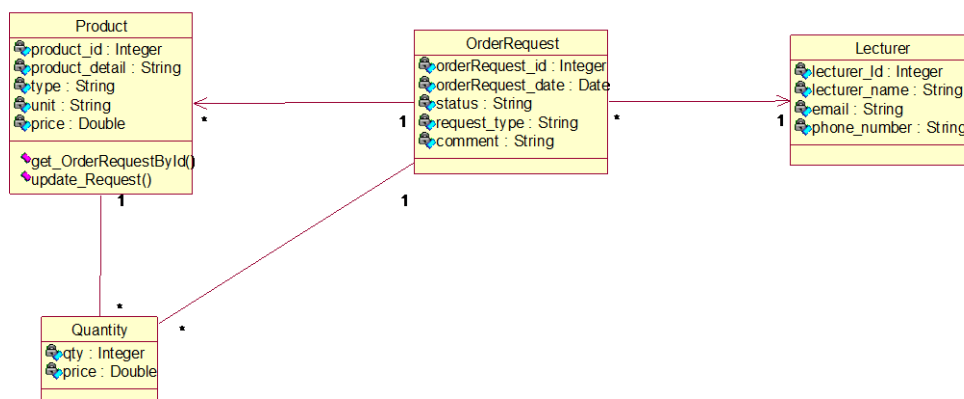 Product
product_id : Integer
product_detail : String
type : String
unit : String
price : Double
get_OrderRequestById()
update_Request()
OrderRequest
orderRequest_id : Integer
orderRequest_date : Date
status : String
request_type : String
comment : String
Lecturer
lecturer_Id : Integer
lecturer_name : String
email : String
phone_number : String
* 1 * 1
1 1
* *
Quantity
qty : Integer
price : Double